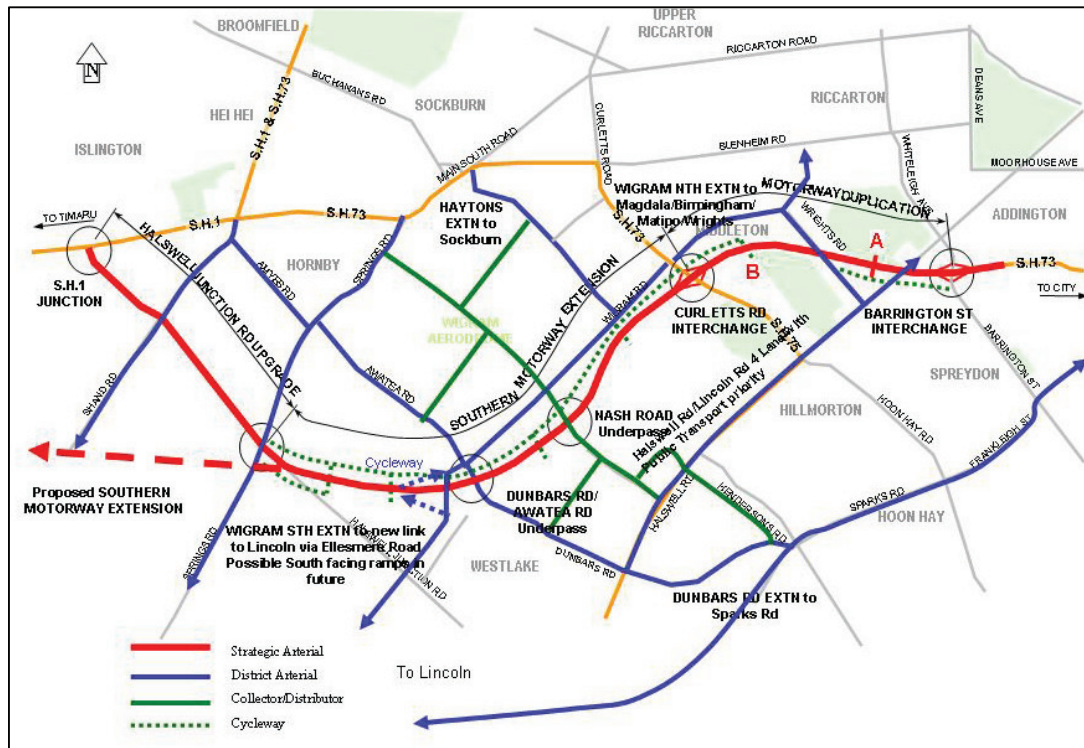 BROOMFIELD
UPPER
RICCARTON
RICCARTON ROAD
N
BUCHANANS RD
S.H.1 & S.H.73
HEI HEI
SOCKBURN
CURLETTS ROAD
RICCARTON
DEANS AVE
ISLINGTON
MAIN SOUTH ROAD
BLENHEIM RD
WHITELEIGH AVE
MOORHOUSE AVE
TO TIMARU
S.H.1
S.H.73
HAYTONS
EXTN to
Sockburn
WIGRAM NTH EXTN to
Magdala/Birmingham/
Matipo/Wrights
MOTORWAY DUPLICATION
ADDINGTON
S.H.73
MIDDLETON
WRIGHTS RD
A
B
S.H.73
TO CITY
S.H.1
JUNCTION
HALSWELL JUNCTION RD UPGRADE
AMYES RD
HORNBY
SPRINGS RD
WIGRAM
AERODROME
WIGRAM RD
SOUTHERN MOTORWAY EXTENSION
CURLETTS RD
INTERCHANGE
S.H.75
BARRINGTON ST
INTERCHANGE
BARRINGTON ST
SPREYDON
SHAND RD
AWATEA RD
NASH ROAD
Underpass
Halswell Rd/Lincoln Rd 4 Laned with
Public Transport priority
HILLMORTON
HOON HAY RD
FRANKLEIGH ST
Cycleway
Proposed SOUTHERN
MOTORWAY EXTENSION
DUNBARS RD/
AWATEA RD
Underpass
HALSWELL RD
HENDERSONS RD
SPARKS RD
HOON HAY
SPRINGS RD
WIGRAM STH EXTN to new link
to Lincoln via Ellesmere Road
Possible South facing ramps in
future
HALSWELL JUNCTION RD
WESTLAKE
DUNBARS RD
DUNBARS RD EXTN to
Sparks Rd
Strategic Arterial
District Arterial
Collector/Distributor
Cycleway
To Lincoln